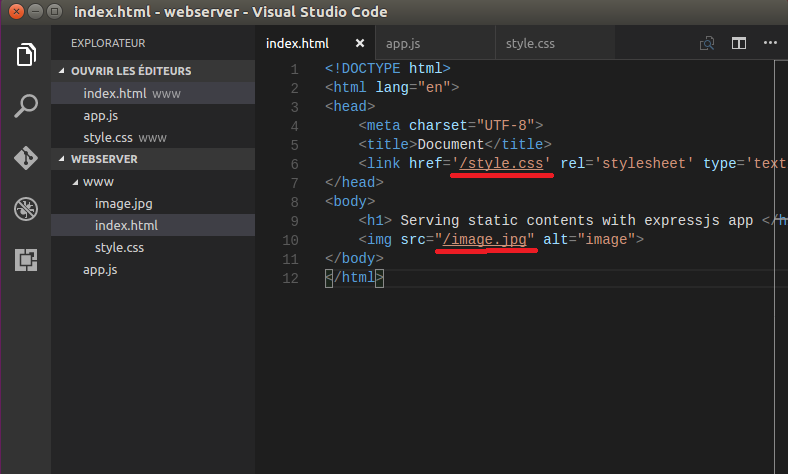 index.html - webserver - Visual Studio Code
EXPLORATEUR
OUVRIR LES ÉDITEURS
index.html www
app.js
style.css www
WEBSERVER
www
image.jpg
index.html
style.css
app.js
index.html app.js style.css
1 <!DOCTYPE html>
2 <html lang="en">
3 <head>
4 <meta charset="UTF-8">
5 <title>Document</title>
6 <link href='/style.css' rel='stylesheet' type='text
7 </head>
8 <body>
9 <h1> Serving static contents with expressjs app </h
10 <img src="/image.jpg" alt="image">
11 </body>
12 </html>